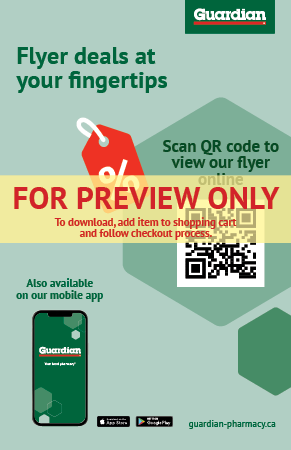 Guardian
Flyer deals at
your fingertips
%
Scan QR code to
view our flyer
online
FOR PREVIEW ONLY
To download, add item to shopping cart
and follow checkout process.
Also available
on our mobile app
Guardian
Your local pharmacy
App Store
Google Play
guardian-pharmacy.ca